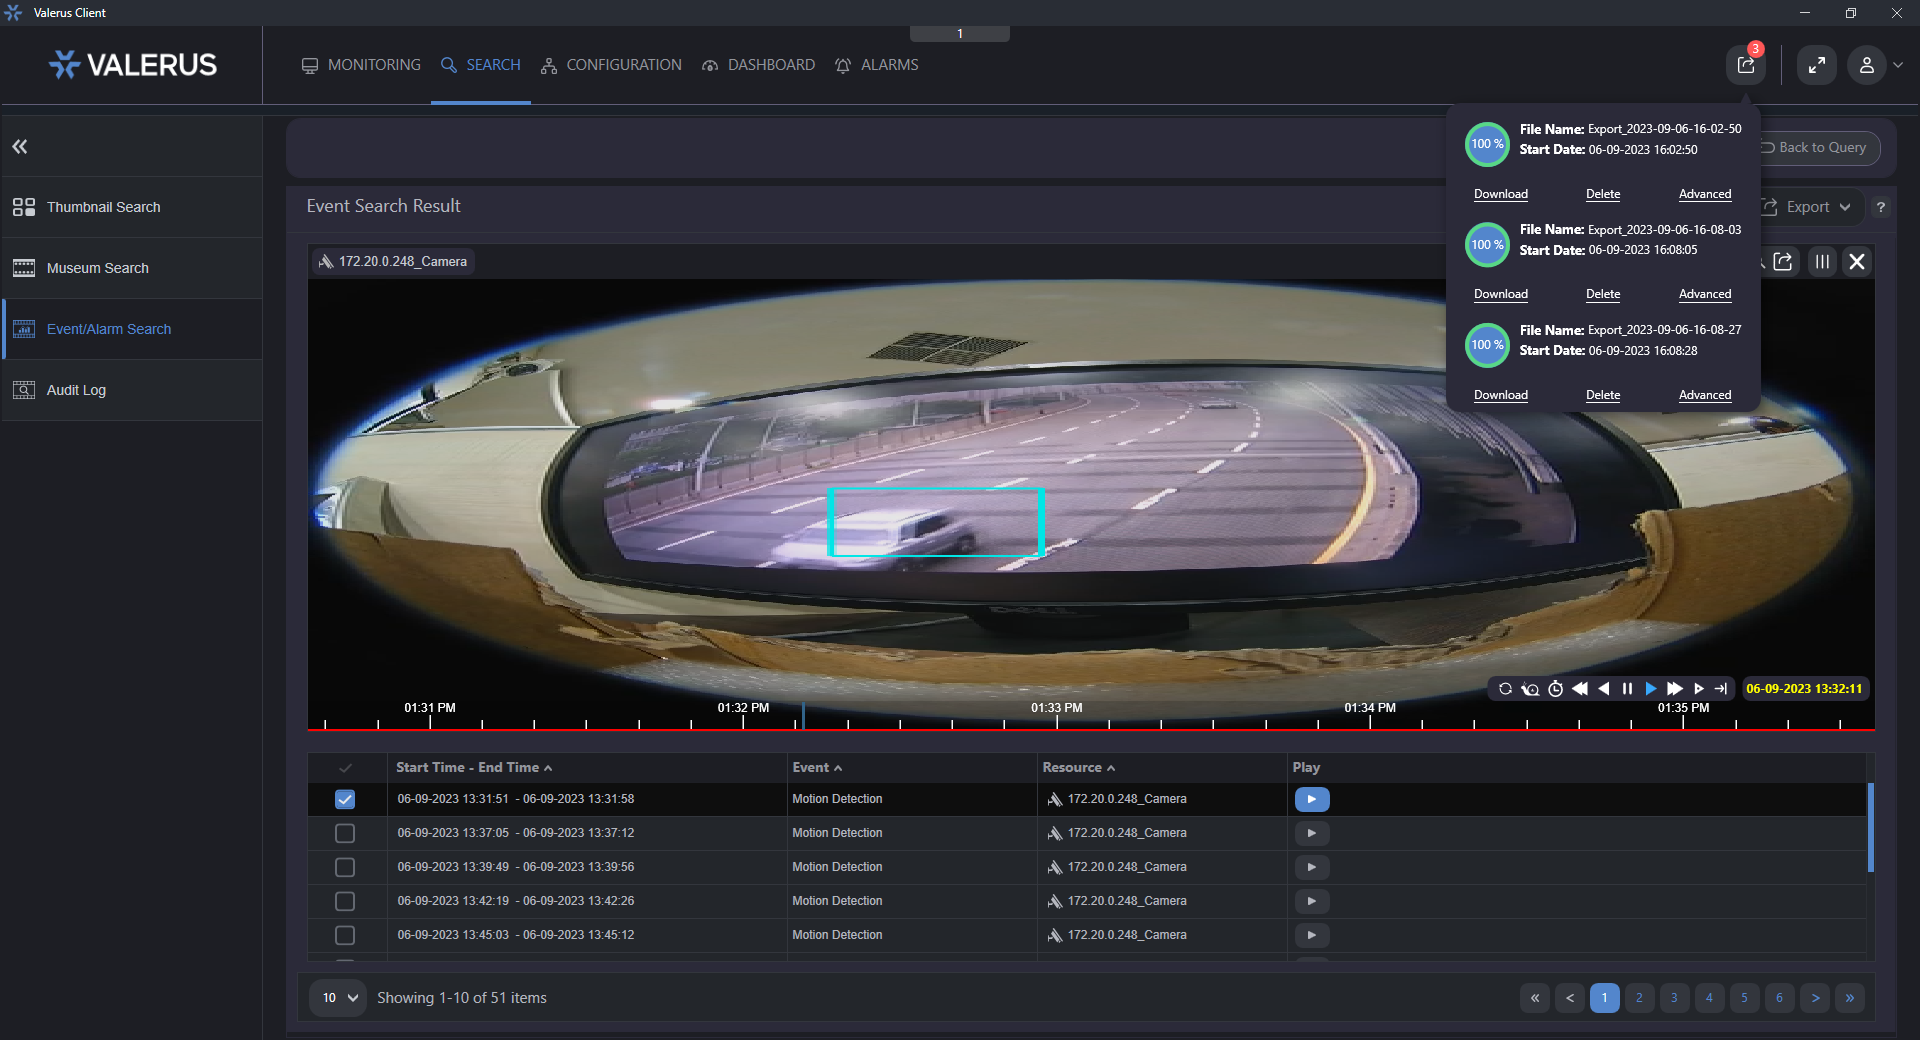 Valerus Client
1
VALERUS
MONITORING
SEARCH
CONFIGURATION
DASHBOARD
ALARMS
3
Thumbnail Search
Museum Search
Event/Alarm Search
Audit Log
100 %
File Name: Export_2023-09-06-16-02-50
Start Date: 06-09-2023 16:02:50
Download Delete Advanced
100 %
File Name: Export_2023-09-06-16-08-03
Start Date: 06-09-2023 16:08:05
Download Delete Advanced
100 %
File Name: Export_2023-09-06-16-08-27
Start Date: 06-09-2023 16:08:28
Download Delete Advanced
Back to Query
Event Search Result
Export
?
172.20.0.248_Camera
DELL
06-09-2023 13:32:11
01:31 PM 01:32 PM 01:33 PM 01:34 PM 01:35 PM
Start Time - End Time Event Resource Play
06-09-2023 13:31:51 - 06-09-2023 13:31:58 Motion Detection 172.20.0.248_Camera
06-09-2023 13:37:05 - 06-09-2023 13:37:12 Motion Detection 172.20.0.248_Camera
06-09-2023 13:39:49 - 06-09-2023 13:39:56 Motion Detection 172.20.0.248_Camera
06-09-2023 13:42:19 - 06-09-2023 13:42:26 Motion Detection 172.20.0.248_Camera
06-09-2023 13:45:03 - 06-09-2023 13:45:12 Motion Detection 172.20.0.248_Camera
10 Showing 1-10 of 51 items
« < 1 2 3 4 5 6 > »